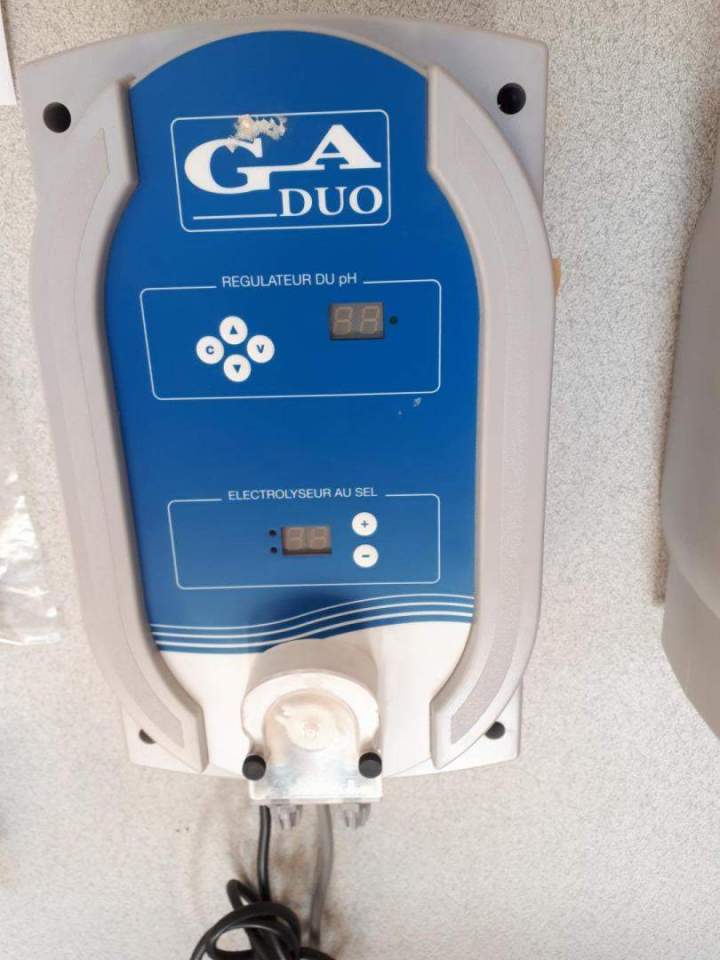 GA
DUO
REGULATEUR DU pH
C V
ELECTROLYSEUR AU SEL
+
-